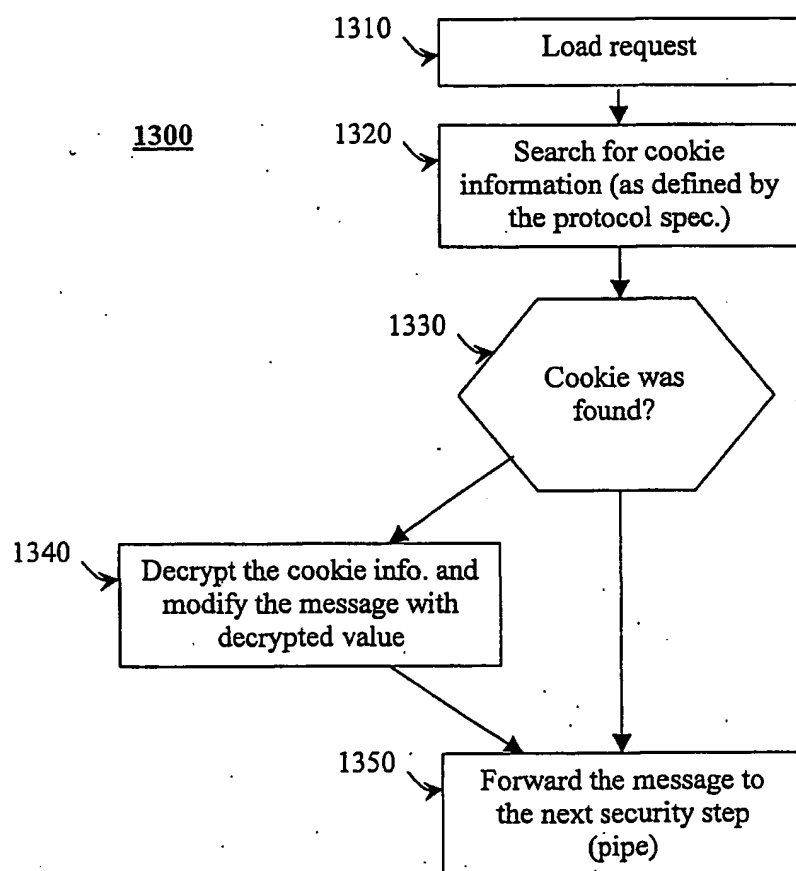 1310
Load request
1300
1320
Search for cookie
information (as defined by
the protocol spec.)
1330
Cookie was
found?
1340
Decrypt the cookie info. and
modify the message with
decrypted value
1350
Forward the message to
the next security step
(pipe)